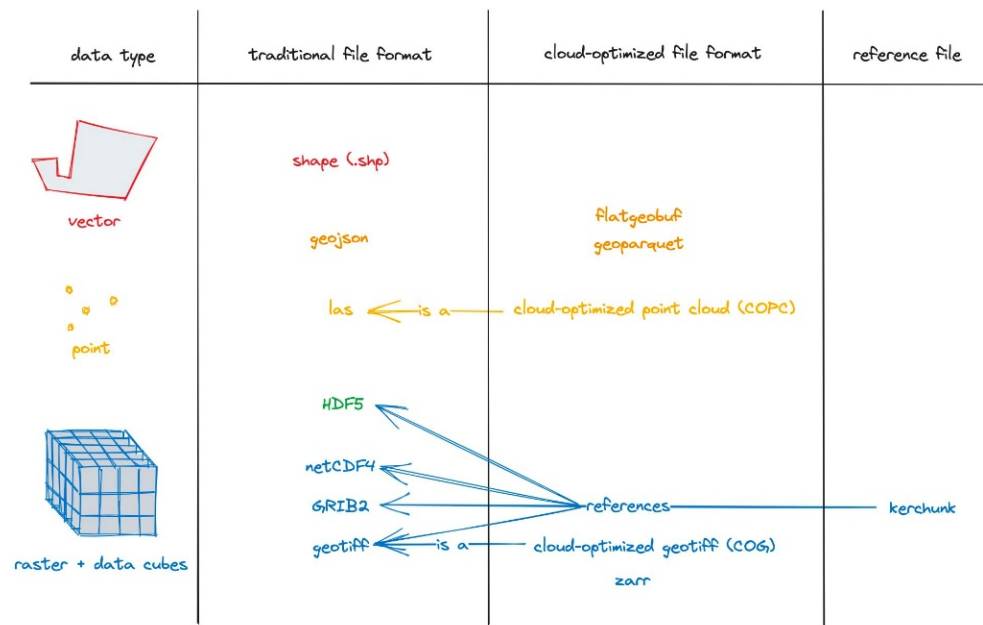 data type
traditional file format
cloud-optimized file format
reference file
shape (.shp)
vector
flatgeobuf
geojson
geoparquet
las
is a
cloud-optimized point cloud (COPC)
point
HDF5
netCDF4
GRIB2
references
kerchunk
geotiff
is a
cloud-optimized geotiff (COG)
raster + data cubes
zarr